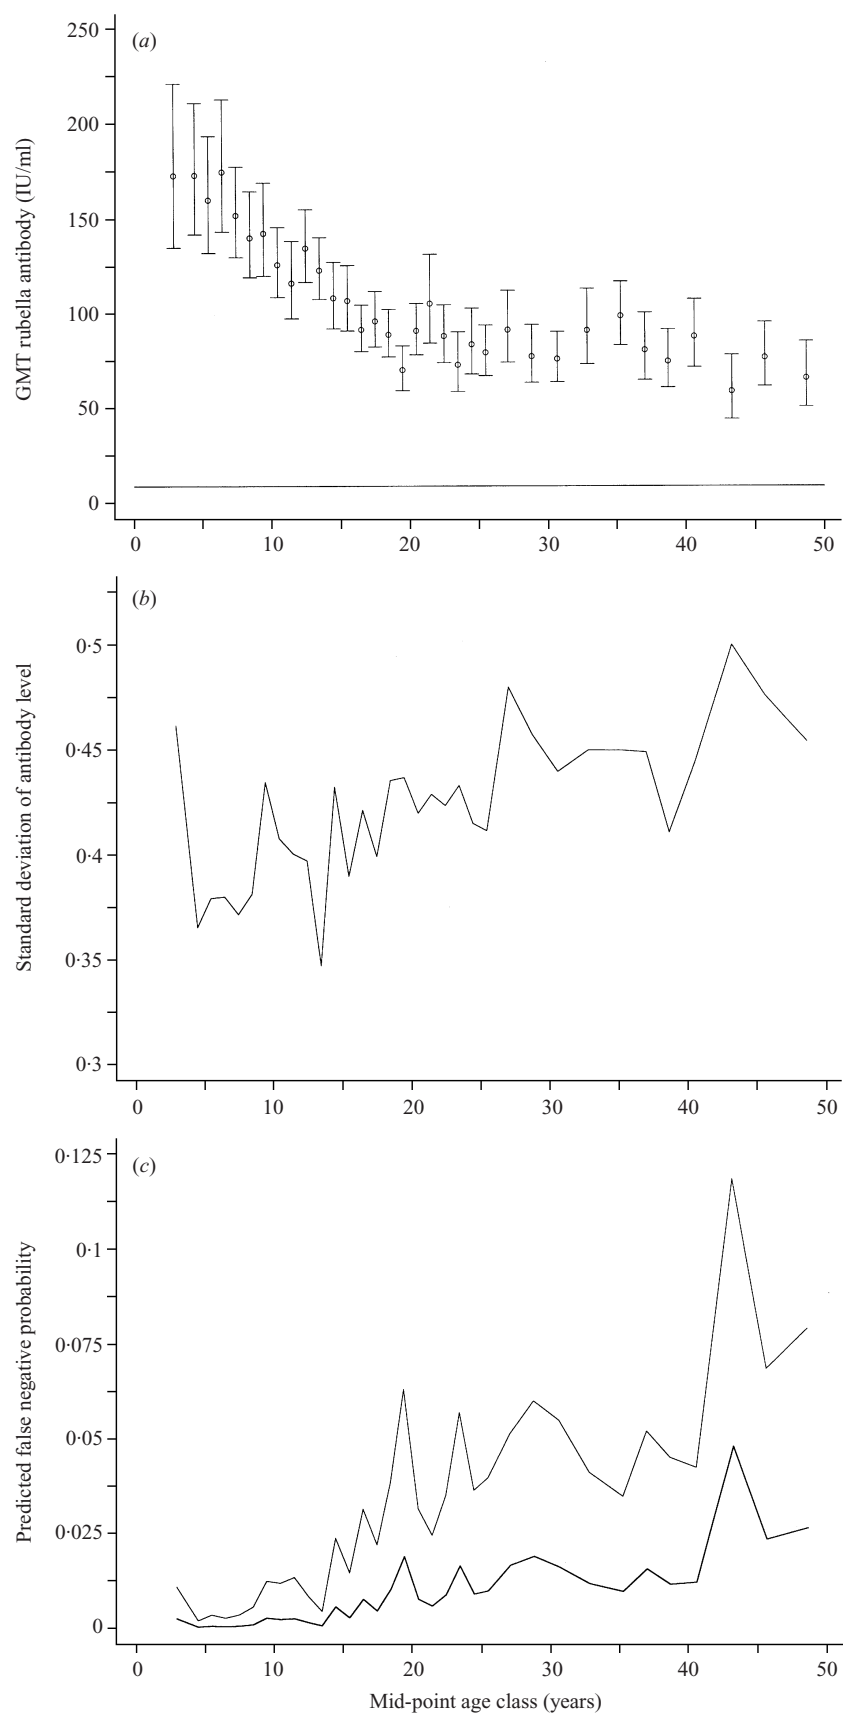 (a)
GMT rubella antibody (IU/ml)
250
200
150
100
50
0
0 10 20 30 40 50
(b)
Standard deviation of antibody level
0·5
0·45
0·4
0·35
0·3
0 10 20 30 40 50
(c)
Predicted false negative probability
0·125
0·1
0·075
0·05
0·025
0
0 10 20 30 40 50
Mid-point age class (years)